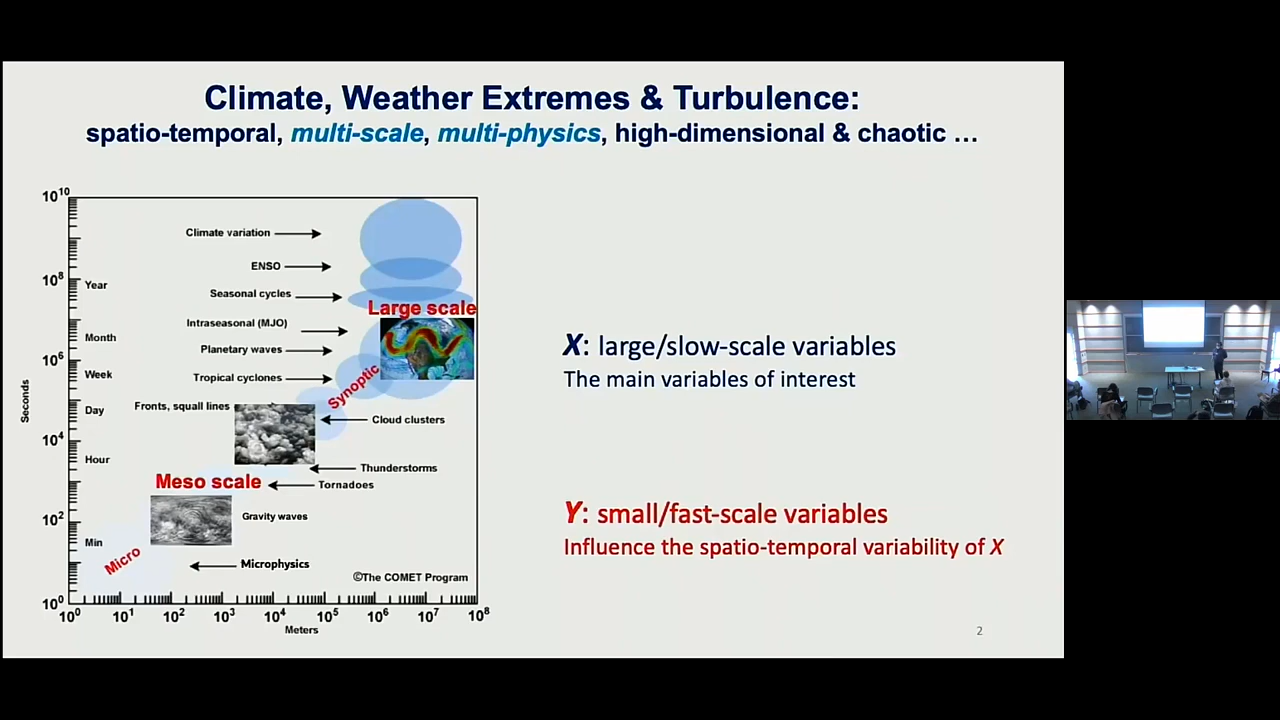 Climate, Weather Extremes & Turbulence:
spatio-temporal, multi-scale, multi-physics, high-dimensional & chaotic …
10^10
Climate variation
ENSO
10^8
Year
Seasonal cycles
Large scale
Intraseasonal (MJO)
Month
Planetary waves
10^6
Week
Tropical cyclones
Synoptic
Seconds
Day
Fronts, squall lines
Cloud clusters
10^4
Hour
Thunderstorms
Meso scale
Tornadoes
10^2
Gravity waves
Min
Micro
Microphysics
©The COMET Program
10^0
10^0 10^1 10^2 10^3 10^4 10^5 10^6 10^7 10^8
Meters
X: large/slow-scale variables
The main variables of interest
Y: small/fast-scale variables
Influence the spatio-temporal variability of X
2